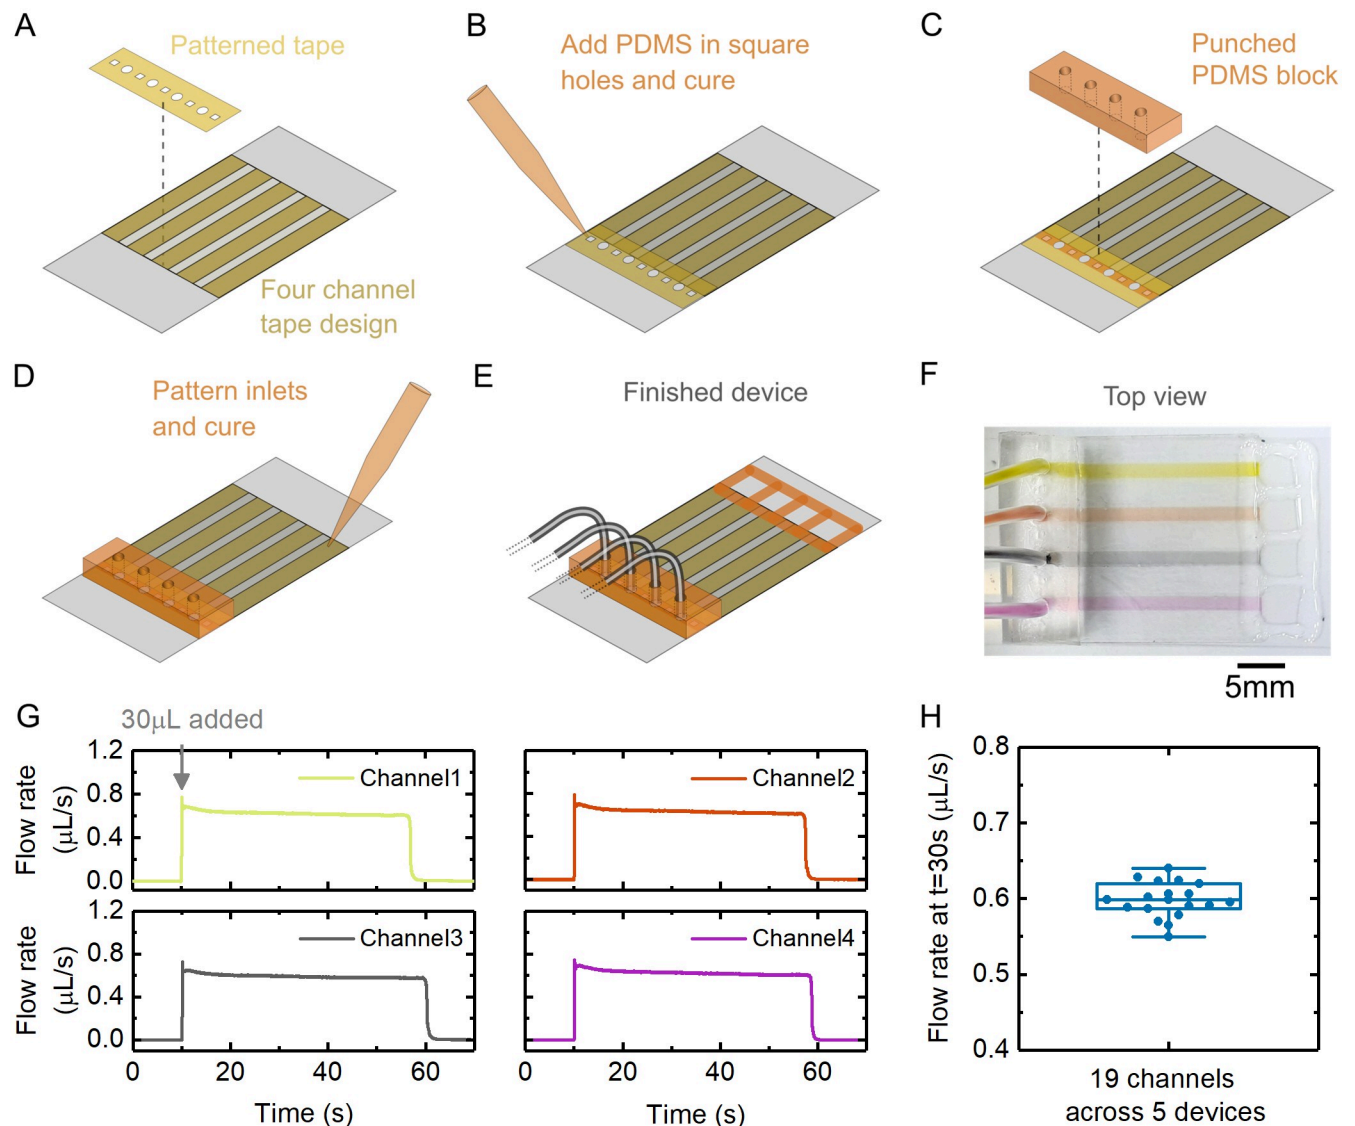 A
Patterned tape
Four channel
tape design
B
Add PDMS in square
holes and cure
C
Punched
PDMS block
D
Pattern inlets
and cure
E
Finished device
F
Top view
5mm
G
30μL added
Flow rate
(μL/s)
1.2
0.8
0.4
0.0
Channel1
Channel2
Flow rate
(μL/s)
1.2
0.8
0.4
0.0
Channel3
Channel4
0 20 40 60
0 20 40 60
Time (s)
Time (s)
H
Flow rate at t=30s (μL/s)
0.8
0.7
0.6
0.5
0.4
19 channels
across 5 devices